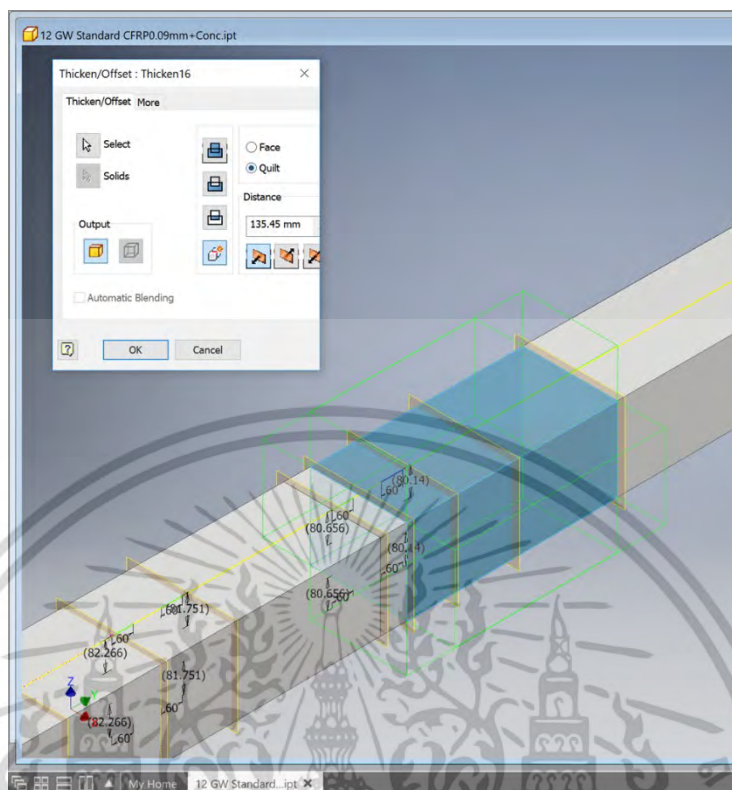 12 GW Standard CFRP0.09mm+Conc.ipt
Thicken/Offset : Thicken16
Thicken/Offset More
Select
Face
Quilt
Solids
Distance
Output
135.45 mm
Automatic Blending
OK Cancel
(80.14)
60
60
(80.656)
(80.14)
60
(80.656)
60
60
(81.751)
60
(82.266)
(81.751)
60
Z
Y
(82.266)
60
My Home 12 GW Standard...ipt